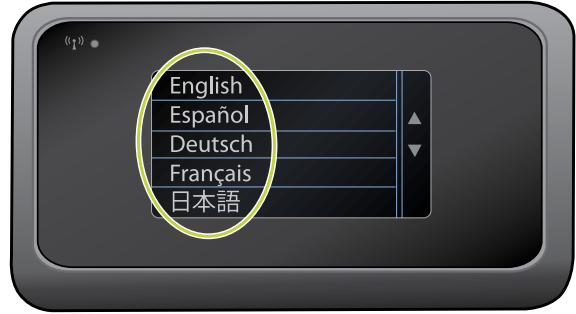 English
Español
Deutsch
Français
日本語